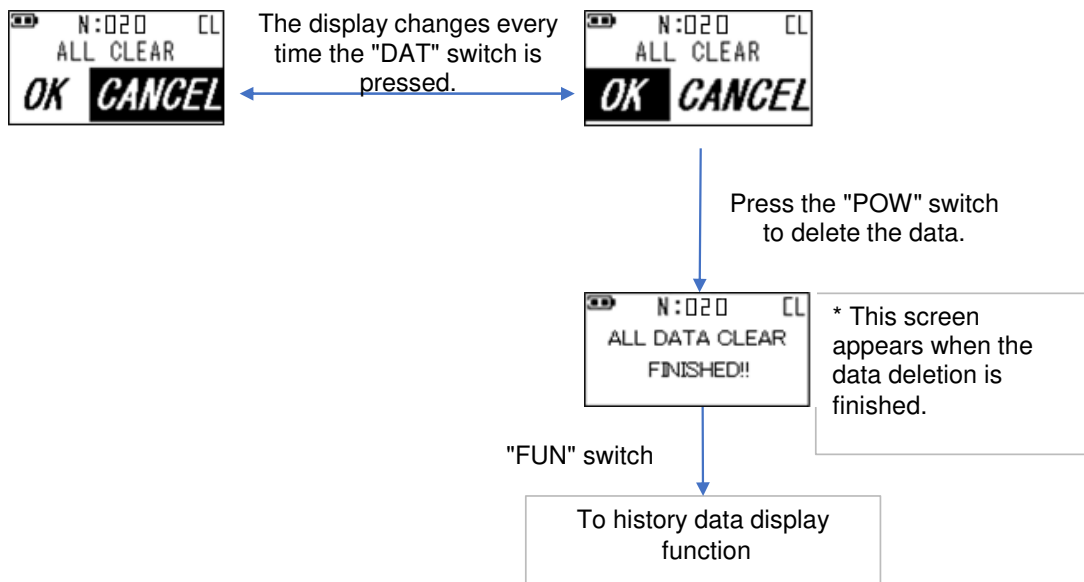 N:020 CL
ALL CLEAR
OK CANCEL
The display changes every
time the "DAT" switch is
pressed.
N:020 CL
ALL CLEAR
OK CANCEL
Press the "POW" switch
to delete the data.
N:020 CL
ALL DATA CLEAR
FINISHED!!
* This screen
appears when the
data deletion is
finished.
"FUN" switch
To history data display
function